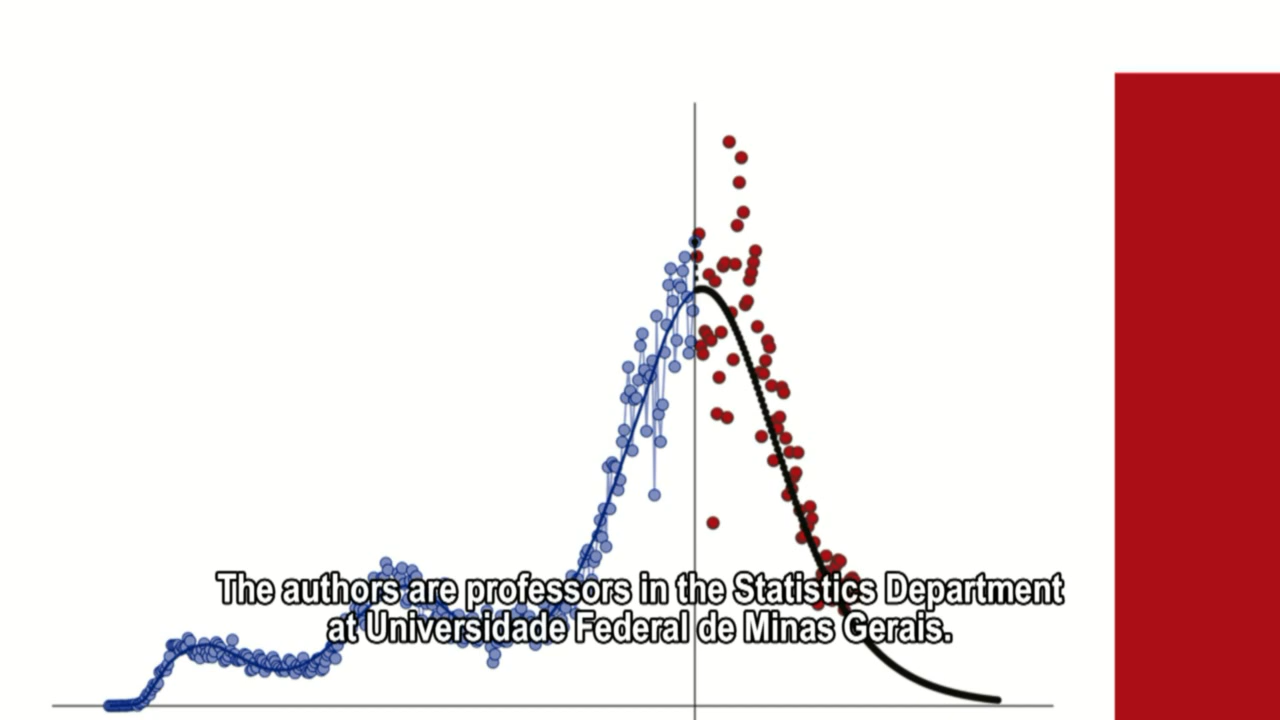 The authors are professors in the Statistics Department
at Universidade Federal de Minas Gerais.